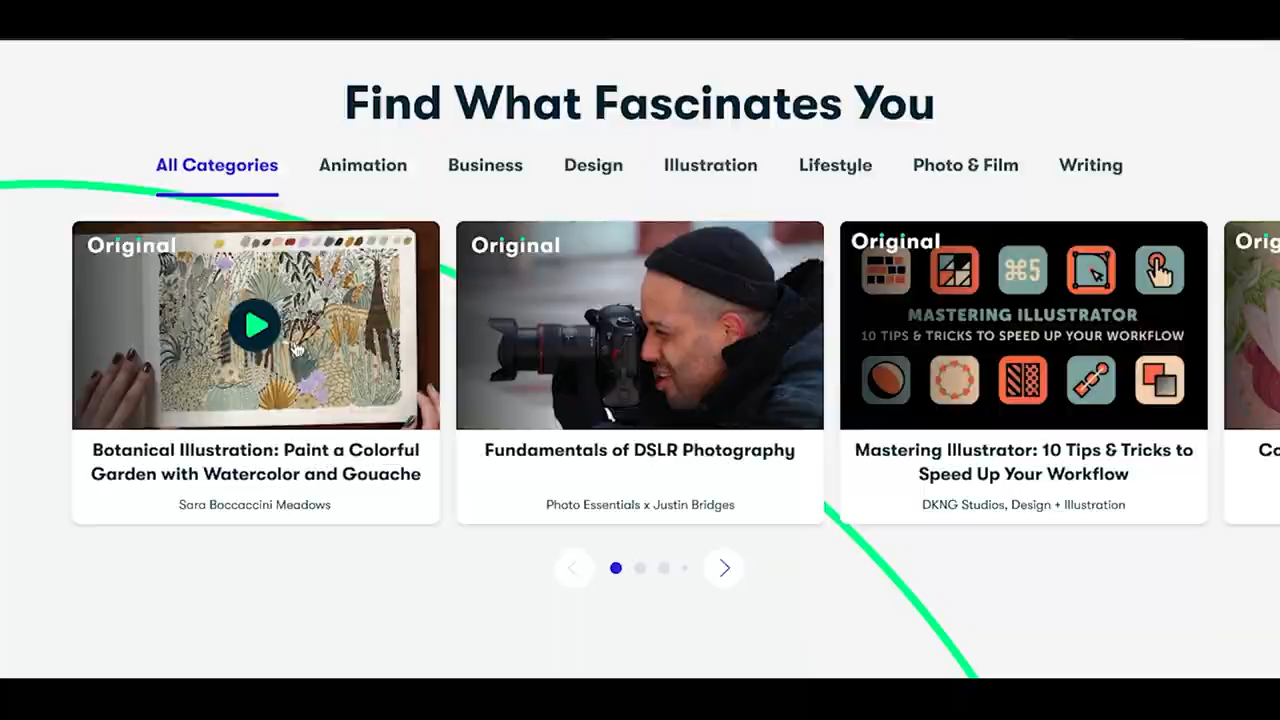 Find What Fascinates You
All Categories Animation Business Design Illustration Lifestyle Photo & Film Writing
Original Original Original Orig
⌘5
MASTERING ILLUSTRATOR
10 TIPS & TRICKS TO SPEED UP YOUR WORKFLOW
Botanical Illustration: Paint a Colorful
Garden with Watercolor and Gouache
Sara Boccaccini Meadows
Fundamentals of DSLR Photography
Photo Essentials x Justin Bridges
Mastering Illustrator: 10 Tips & Tricks to
Speed Up Your Workflow
DKNG Studios, Design + Illustration
Co